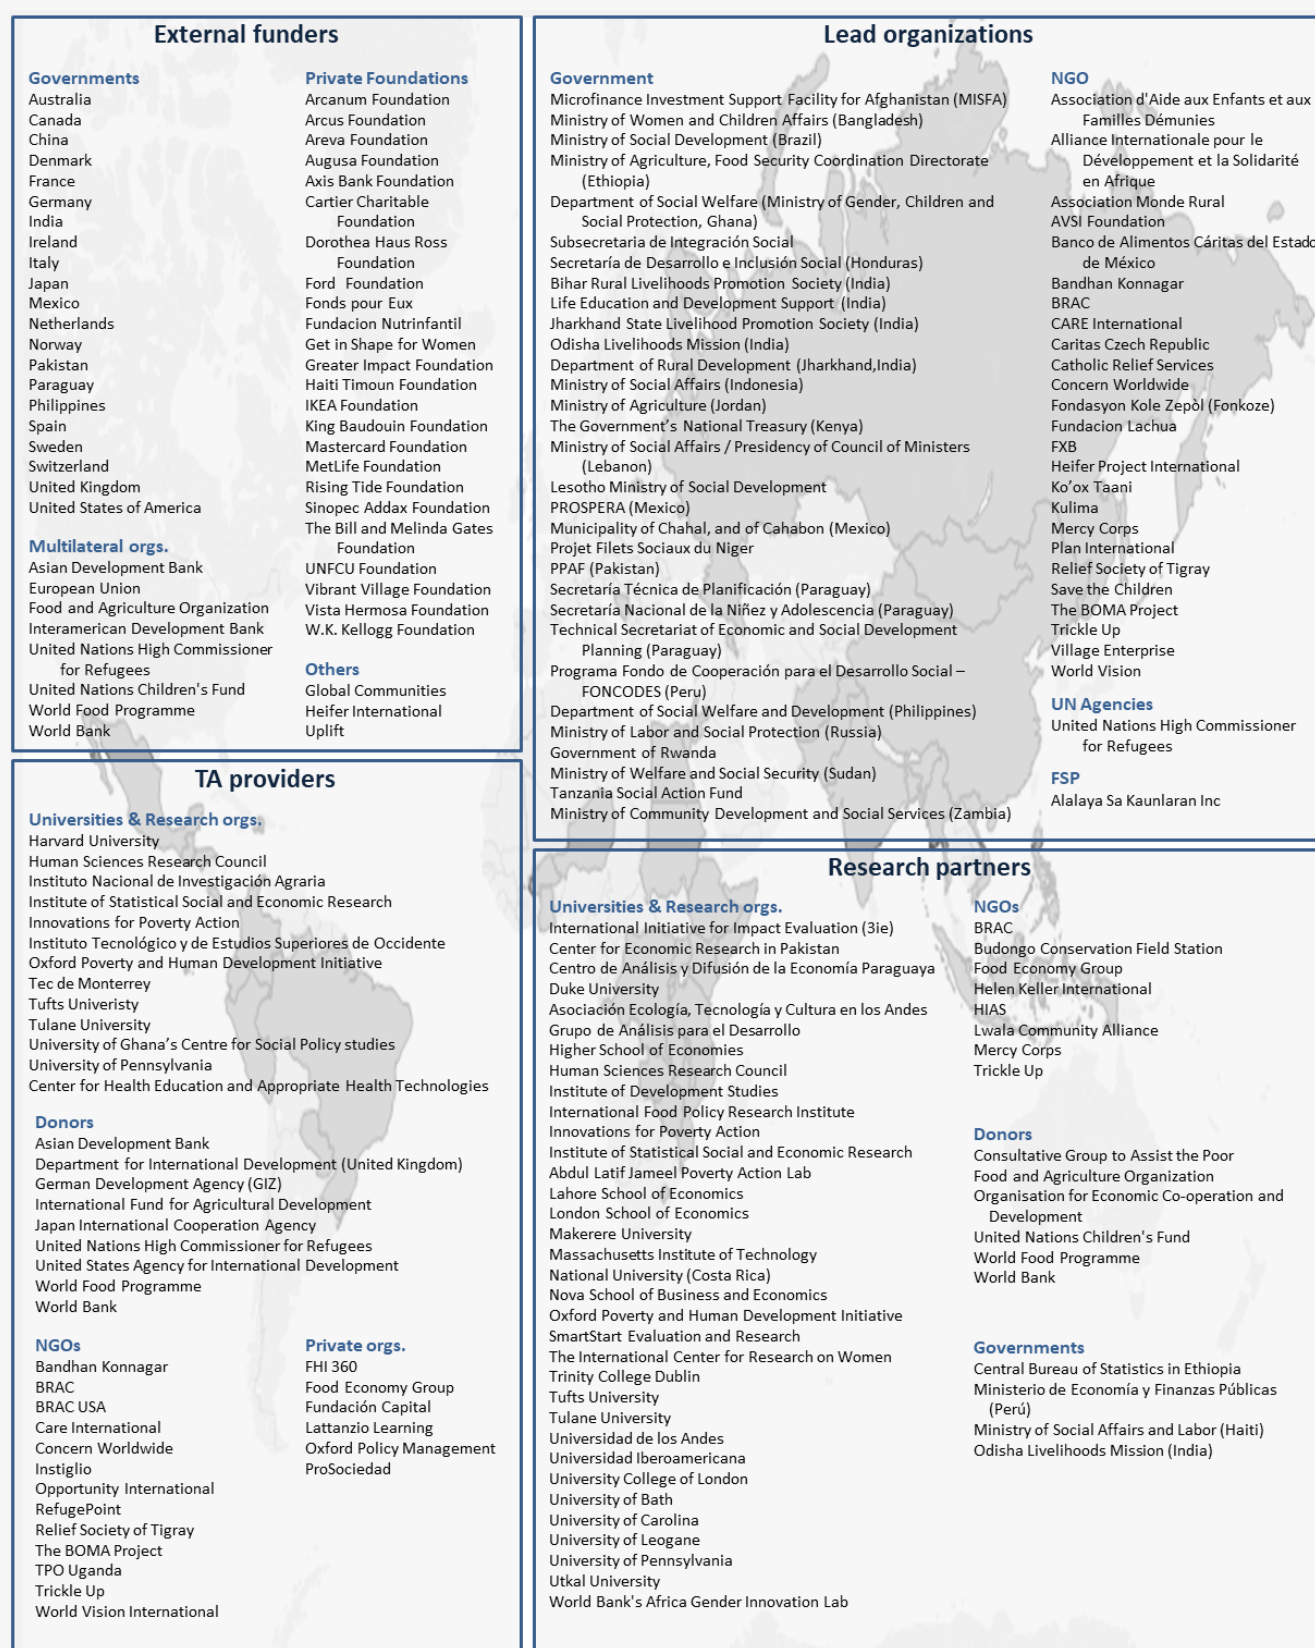 External funders
Governments
Australia
Canada
China
Denmark
France
Germany
India
Ireland
Italy
Japan
Mexico
Netherlands
Norway
Pakistan
Paraguay
Philippines
Spain
Sweden
Switzerland
United Kingdom
United States of America
Multilateral orgs.
Asian Development Bank
European Union
Food and Agriculture Organization
Interamerican Development Bank
United Nations High Commissioner
for Refugees
United Nations Children's Fund
World Food Programme
World Bank
Private Foundations
Arcanum Foundation
Arcus Foundation
Areva Foundation
Augusa Foundation
Axis Bank Foundation
Cartier Charitable
Foundation
Dorothea Haus Ross
Foundation
Ford Foundation
Fonds pour Eux
Fundacion Nutrinfantil
Get in Shape for Women
Greater Impact Foundation
Haiti Timoun Foundation
IKEA Foundation
King Baudouin Foundation
Mastercard Foundation
MetLife Foundation
Rising Tide Foundation
Sinopec Addax Foundation
The Bill and Melinda Gates
Foundation
UNFCU Foundation
Vibrant Village Foundation
Vista Hermosa Foundation
W.K. Kellogg Foundation
Others
Global Communities
Heifer International
Uplift
Lead organizations
Government
Microfinance Investment Support Facility for Afghanistan (MISFA)
Ministry of Women and Children Affairs (Bangladesh)
Ministry of Social Development (Brazil)
Ministry of Agriculture, Food Security Coordination Directorate
(Ethiopia)
Department of Social Welfare (Ministry of Gender, Children and
Social Protection, Ghana)
Subsecretaria de Integración Social
Secretaría de Desarrollo e Inclusión Social (Honduras)
Bihar Rural Livelihoods Promotion Society (India)
Life Education and Development Support (India)
Jharkhand State Livelihood Promotion Society (India)
Odisha Livelihoods Mission (India)
Department of Rural Development (Jharkhand,India)
Ministry of Social Affairs (Indonesia)
Ministry of Agriculture (Jordan)
The Government's National Treasury (Kenya)
Ministry of Social Affairs / Presidency of Council of Ministers
(Lebanon)
Lesotho Ministry of Social Development
PROSPERA (Mexico)
Municipality of Chahal, and of Cahabon (Mexico)
Projet Filets Sociaux du Niger
PPAF (Pakistan)
Secretaría Técnica de Planificación (Paraguay)
Secretaría Nacional de la Niñez y Adolescencia (Paraguay)
Technical Secretariat of Economic and Social Development
Planning (Paraguay)
Programa Fondo de Cooperación para el Desarrollo Social –
FONCODES (Peru)
Department of Social Welfare and Development (Philippines)
Ministry of Labor and Social Protection (Russia)
Government of Rwanda
Ministry of Welfare and Social Security (Sudan)
Tanzania Social Action Fund
Ministry of Community Development and Social Services (Zambia)
NGO
Association d'Aide aux Enfants et aux
Familles Démunies
Alliance Internationale pour le
Développement et la Solidarité
en Afrique
Association Monde Rural
AVSI Foundation
Banco de Alimentos Cáritas del Estado
de México
Bandhan Konnagar
BRAC
CARE International
Caritas Czech Republic
Catholic Relief Services
Concern Worldwide
Fondasyon Kole Zepòl (Fonkoze)
Fundacion Lachua
FXB
Heifer Project International
Ko'ox Taani
Kulima
Mercy Corps
Plan International
Relief Society of Tigray
Save the Children
The BOMA Project
Trickle Up
Village Enterprise
World Vision
UN Agencies
United Nations High Commissioner
for Refugees
FSP
Alalaya Sa Kaunlaran Inc
TA providers
Universities & Research orgs.
Harvard University
Human Sciences Research Council
Instituto Nacional de Investigación Agraria
Institute of Statistical Social and Economic Research
Innovations for Poverty Action
Instituto Tecnológico y de Estudios Superiores de Occidente
Oxford Poverty and Human Development Initiative
Tec de Monterrey
Tufts Univeristy
Tulane University
University of Ghana's Centre for Social Policy studies
University of Pennsylvania
Center for Health Education and Appropriate Health Technologies
Donors
Asian Development Bank
Department for International Development (United Kingdom)
German Development Agency (GIZ)
International Fund for Agricultural Development
Japan International Cooperation Agency
United Nations High Commissioner for Refugees
United States Agency for International Development
World Food Programme
World Bank
NGOs
Bandhan Konnagar
BRAC
BRAC USA
Care International
Concern Worldwide
Instiglio
Opportunity International
RefugePoint
Relief Society of Tigray
The BOMA Project
TPO Uganda
Trickle Up
World Vision International
Private orgs.
FHI 360
Food Economy Group
Fundación Capital
Lattanzio Learning
Oxford Policy Management
ProSociedad
Research partners
Universities & Research orgs.
International Initiative for Impact Evaluation (3ie)
Center for Economic Research in Pakistan
Centro de Análisis y Difusión de la Economía Paraguaya
Duke University
Asociación Ecología, Tecnología y Cultura en los Andes
Grupo de Análisis para el Desarrollo
Higher School of Economies
Human Sciences Research Council
Institute of Development Studies
International Food Policy Research Institute
Innovations for Poverty Action
Institute of Statistical Social and Economic Research
Abdul Latif Jameel Poverty Action Lab
Lahore School of Economics
London School of Economics
Makerere University
Massachusetts Institute of Technology
National University (Costa Rica)
Nova School of Business and Economics
Oxford Poverty and Human Development Initiative
SmartStart Evaluation and Research
The International Center for Research on Women
Trinity College Dublin
Tufts University
Tulane University
Universidad de los Andes
Universidad Iberoamericana
University College of London
University of Bath
University of Carolina
University of Leogane
University of Pennsylvania
Utkal University
World Bank's Africa Gender Innovation Lab
NGOs
BRAC
Budongo Conservation Field Station
Food Economy Group
Helen Keller International
HIAS
Lwala Community Alliance
Mercy Corps
Trickle Up
Donors
Consultative Group to Assist the Poor
Food and Agriculture Organization
Organisation for Economic Co-operation and
Development
United Nations Children's Fund
World Food Programme
World Bank
Governments
Central Bureau of Statistics in Ethiopia
Ministerio de Economía y Finanzas Públicas
(Perú)
Ministry of Social Affairs and Labor (Haiti)
Odisha Livelihoods Mission (India)